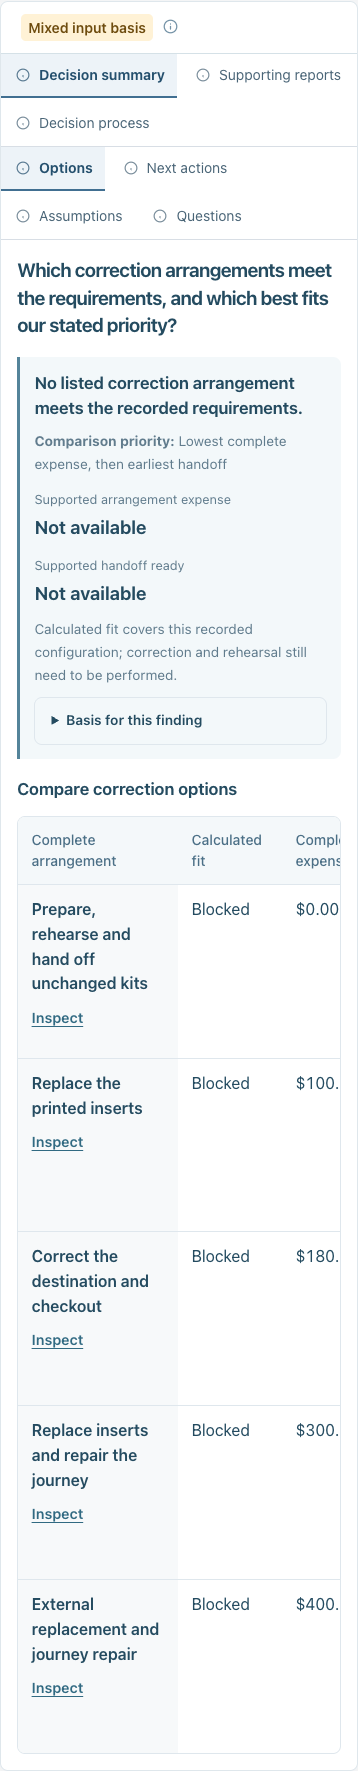 Mixed input basis
Decision summary
Supporting reports
Decision process
Options
Next actions
Assumptions
Questions
Which correction arrangements meet
the requirements, and which best fits
our stated priority?
No listed correction arrangement
meets the recorded requirements.
Comparison priority: Lowest complete
expense, then earliest handoff
Supported arrangement expense
Not available
Supported handoff ready
Not available
Calculated fit covers this recorded
configuration; correction and rehearsal still
need to be performed.
Basis for this finding
Compare correction options
Complete
arrangement
Calculated
fit
Prepare,
rehearse and
hand off
unchanged kits
Inspect
Blocked
$0.00
Replace the
printed inserts
Inspect
Blocked
$100.
Correct the
destination and
checkout
Inspect
Blocked
$180.
Replace inserts
and repair the
journey
Inspect
Blocked
$300.
External
replacement and
journey repair
Inspect
Blocked
$400.